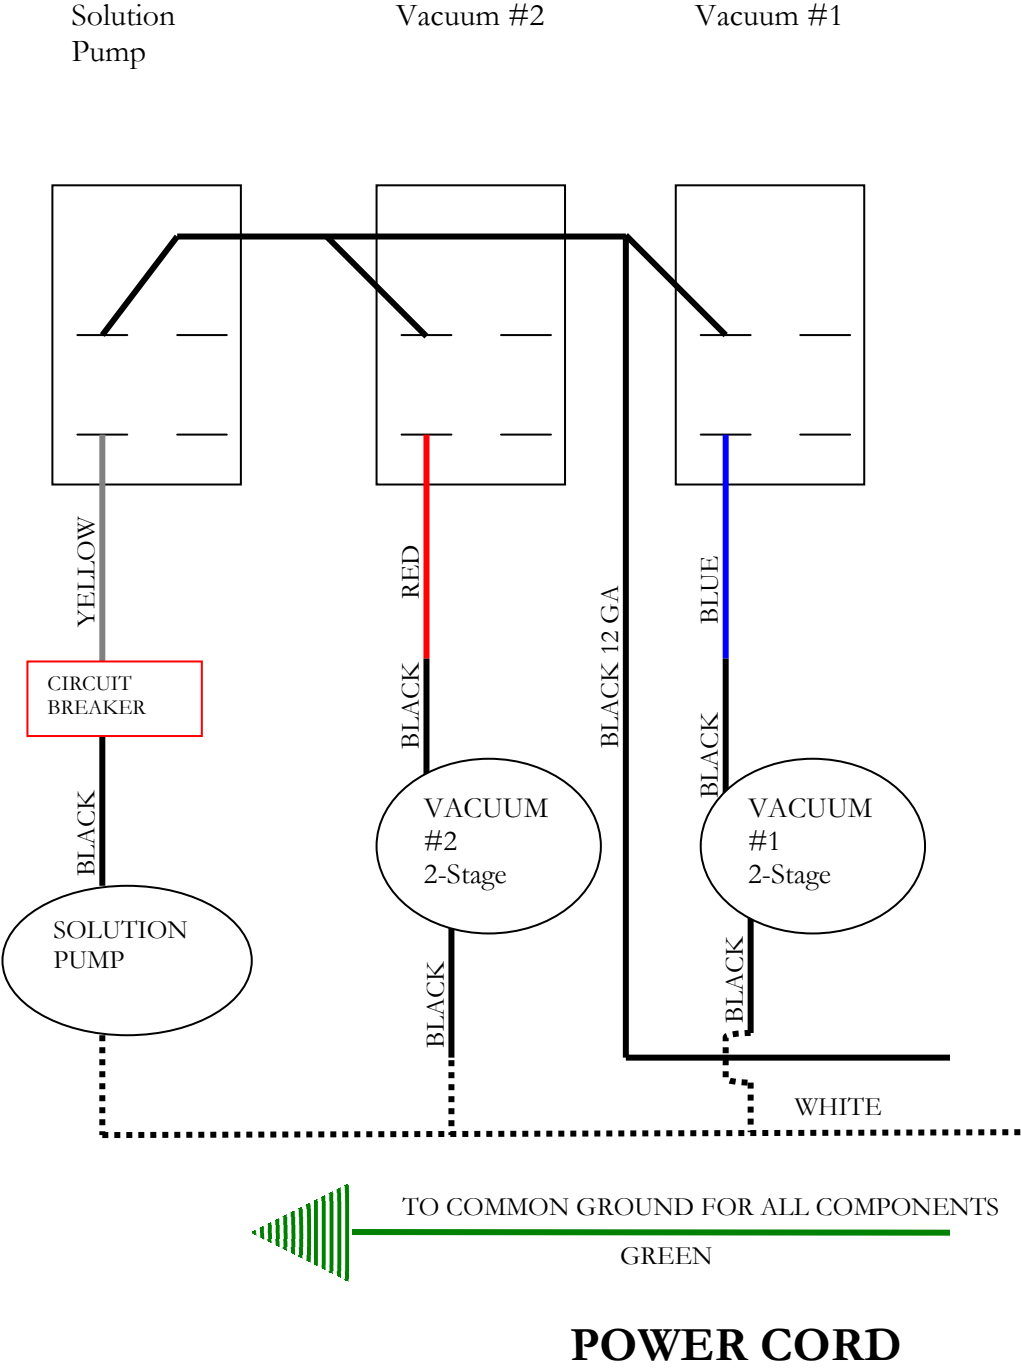 Solution
Pump
Vacuum #2
Vacuum #1
YELLOW
RED
BLACK 12 GA
BLUE
CIRCUIT
BREAKER
BLACK
BLACK
BLACK
VACUUM
#2
2-Stage
VACUUM
#1
2-Stage
SOLUTION
PUMP
BLACK
BLACK
WHITE
TO COMMON GROUND FOR ALL COMPONENTS
GREEN
POWER CORD